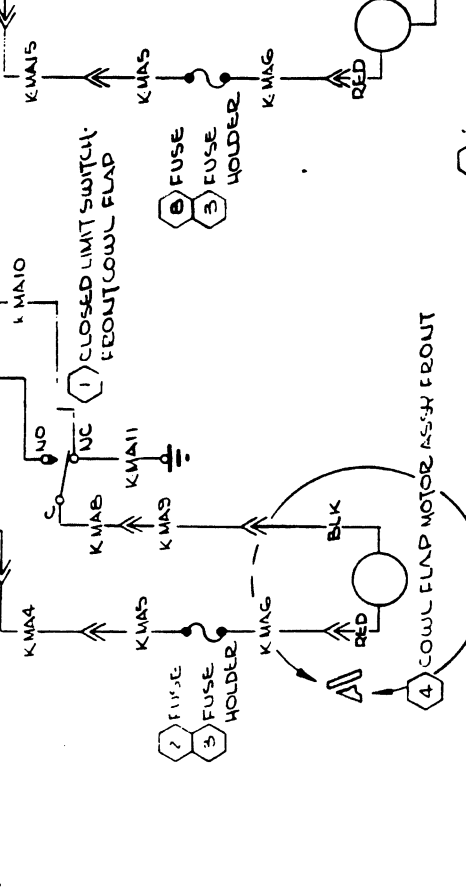 KMA15
KMA5
KMA6
RED
8 FUSE
3 FUSE
HOLDER
KMA10
1 CLOSED LIMIT SWITCH-
FRONT COWL FLAP
NO
NC
C
KMA11
KMA8
KMA9
BLK
KMA4
KMA5
KMA6
RED
FUSE
3 FUSE
HOLDER
4 COWL FLAP MOTOR ASSY FRONT